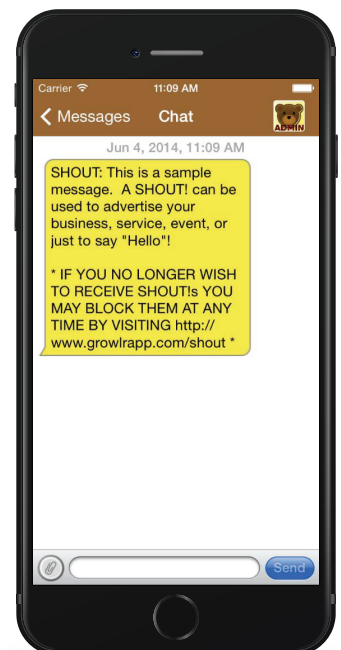 Carrier 11:09 AM
Messages Chat
ADMIN
Jun 4, 2014, 11:09 AM
SHOUT: This is a sample
message.  A SHOUT! can be
used to advertise your
business, service, event, or
just to say "Hello"!
* IF YOU NO LONGER WISH
TO RECEIVE SHOUT!s YOU
MAY BLOCK THEM AT ANY
TIME BY VISITING http://
www.growlrapp.com/shout *
Send